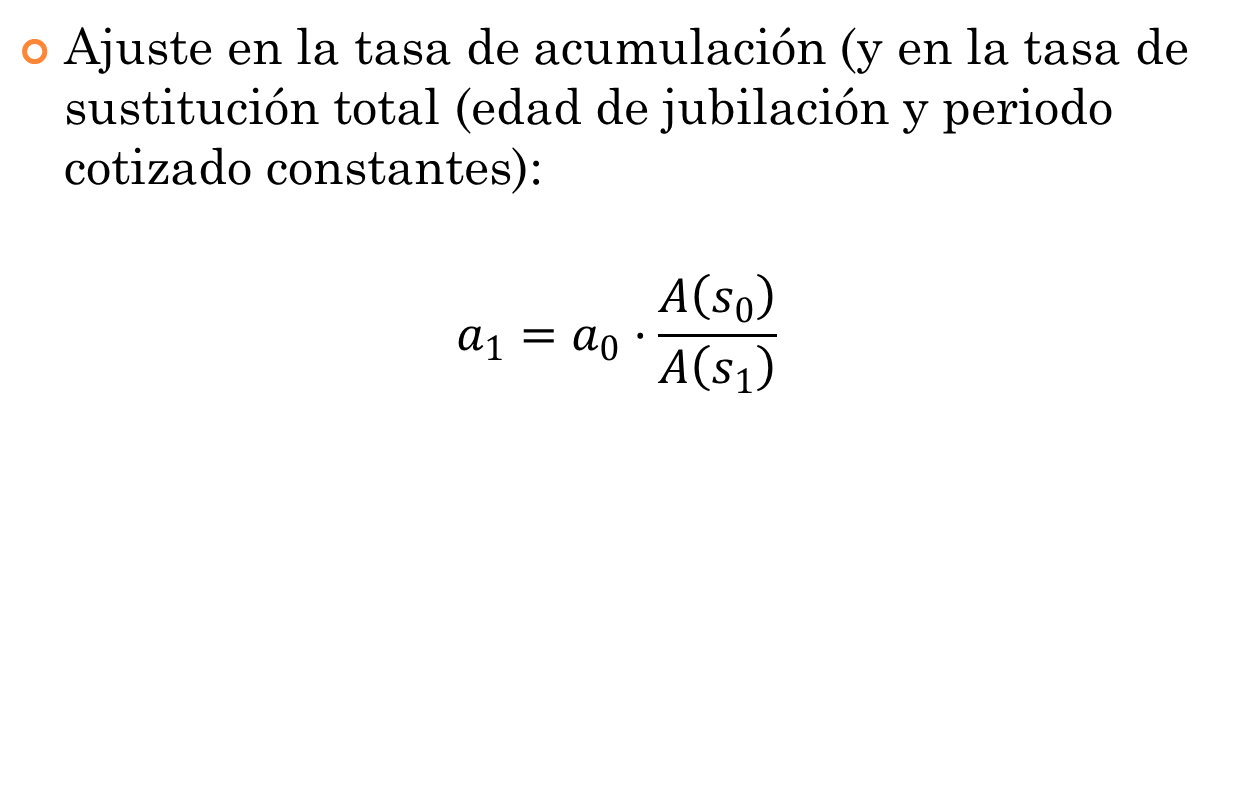 Ajuste en la tasa de acumulación (y en la tasa de
sustitución total (edad de jubilación y periodo
cotizado constantes):
a₁ = a₀ · A(s₀)/A(s₁)